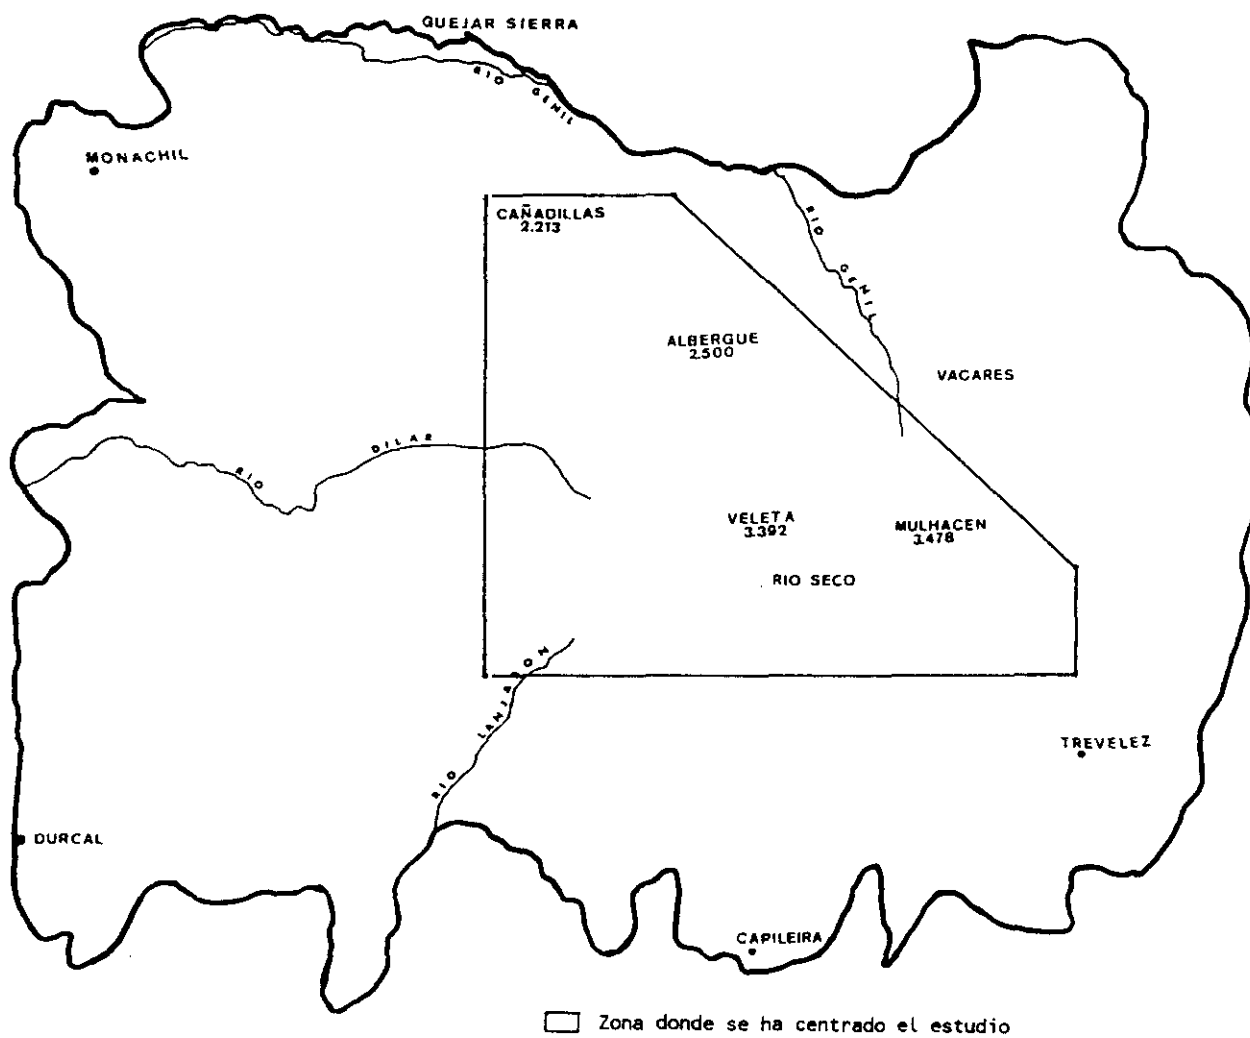 GUEJAR SIERRA
RIO GENIL
MONACHIL
CAÑADILLAS
2.213
RIO GENIL
ALBERGUE
2.500
VACARES
RIO DILAR
VELETA
3.392
MULHACEN
3.478
RIO SECO
RIO LANJARON
TREVELEZ
DURCAL
CAPILEIRA
Zona donde se ha centrado el estudio